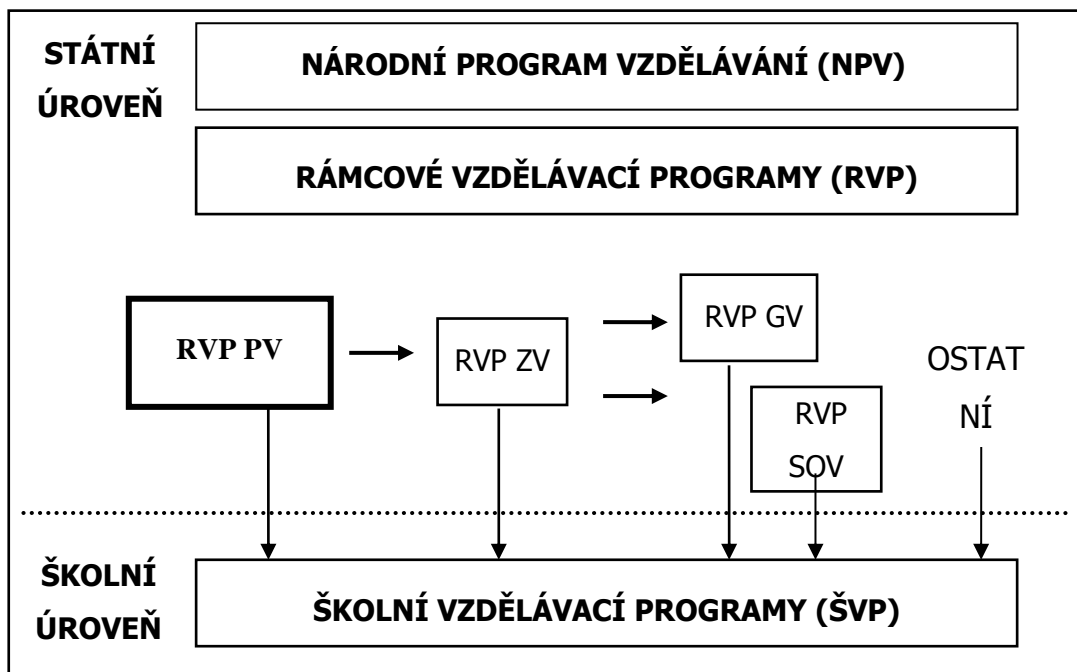 STÁTNÍ
ÚROVEŇ
NÁRODNÍ PROGRAM VZDĚLÁVÁNÍ (NPV)
RÁMCOVÉ VZDĚLÁVACÍ PROGRAMY (RVP)
RVP PV
RVP ZV
RVP GV
RVP
SOV
OSTAT
NÍ
ŠKOLNÍ
ÚROVEŇ
ŠKOLNÍ VZDĚLÁVACÍ PROGRAMY (ŠVP)